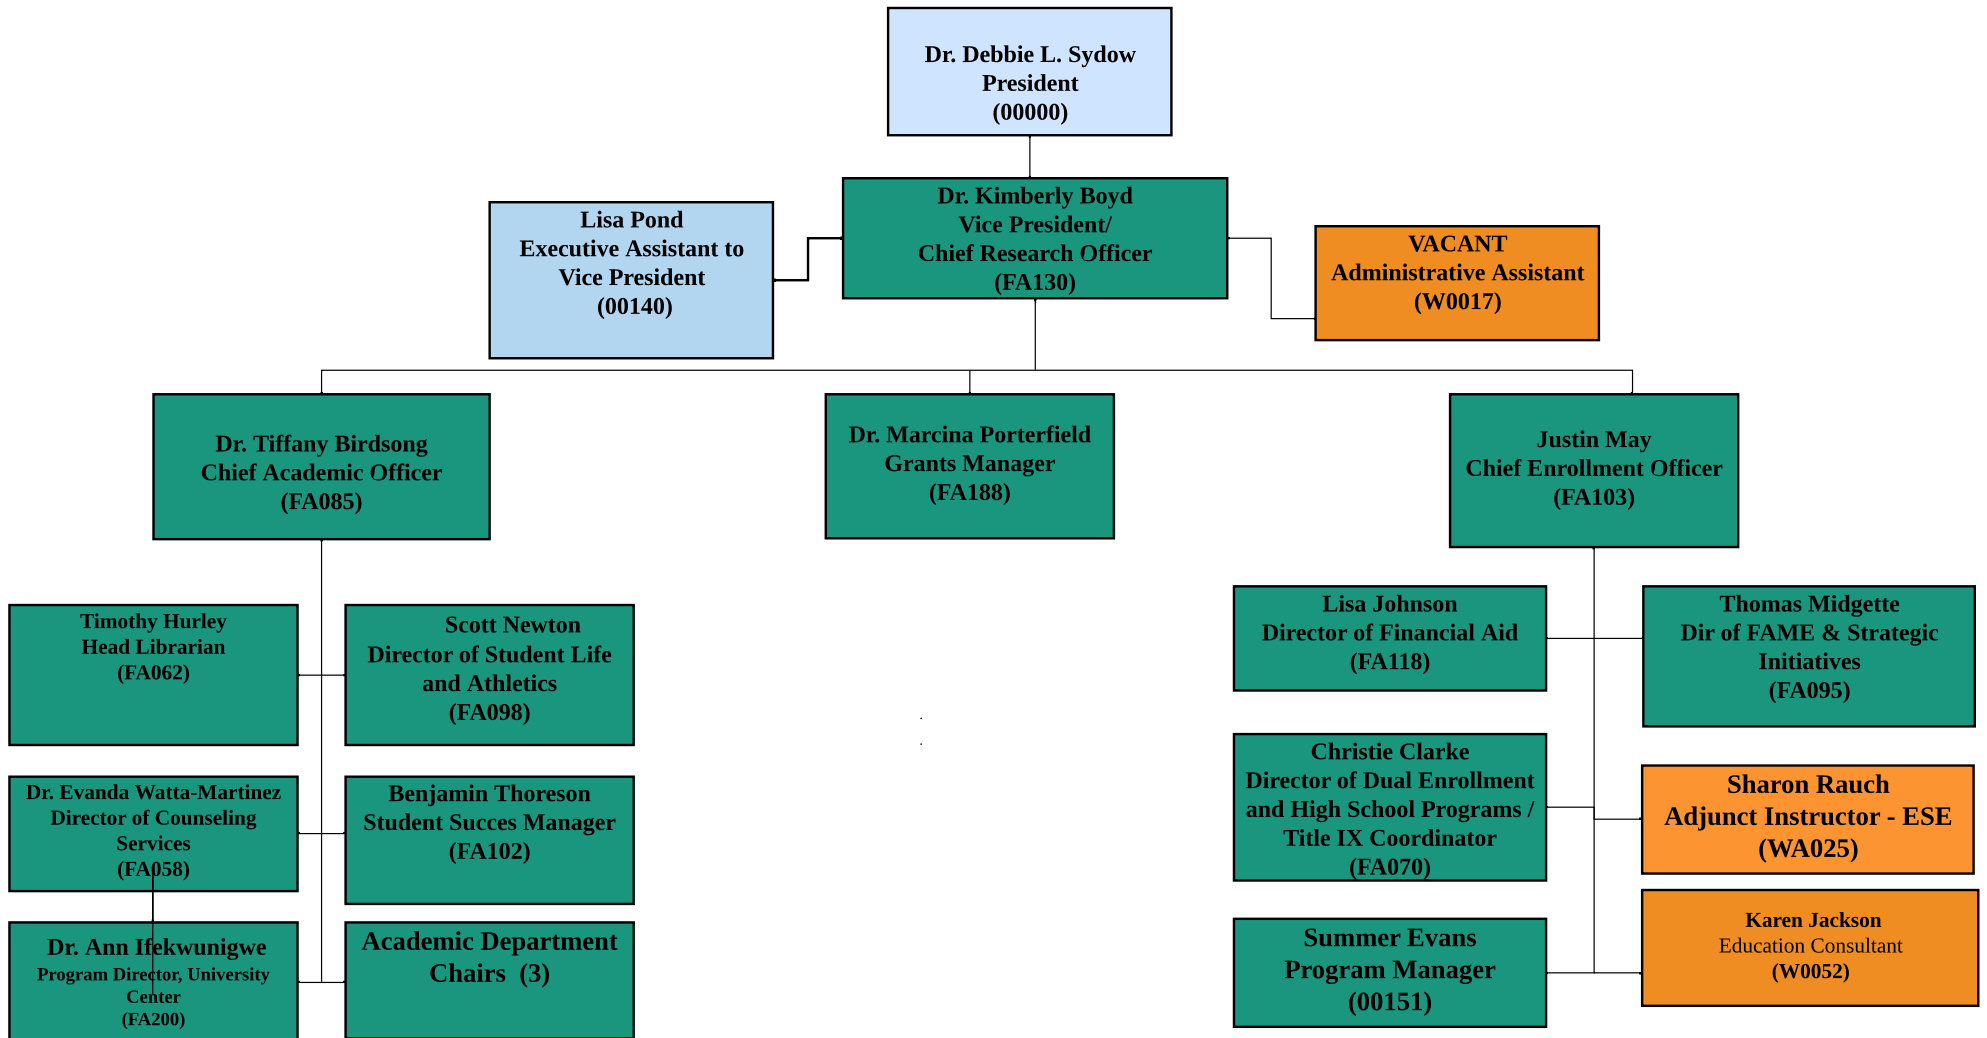 Dr. Debbie L. Sydow
President
(00000)
Dr. Kimberly Boyd
Vice President/
Chief Research Officer
(FA130)
Lisa Pond
Executive Assistant to
Vice President
(00140)
VACANT
Administrative Assistant
(W0017)
Dr. Tiffany Birdsong
Chief Academic Officer
(FA085)
Dr. Marcina Porterfield
Grants Manager
(FA188)
Justin May
Chief Enrollment Officer
(FA103)
Timothy Hurley
Head Librarian
(FA062)
Scott Newton
Director of Student Life
and Athletics
(FA098)
Lisa Johnson
Director of Financial Aid
(FA118)
Thomas Midgette
Dir of FAME & Strategic
Initiatives
(FA095)
Dr. Evanda Watta-Martinez
Director of Counseling
Services
(FA058)
Benjamin Thoreson
Student Succes Manager
(FA102)
Christie Clarke
Director of Dual Enrollment
and High School Programs /
Title IX Coordinator
(FA070)
Sharon Rauch
Adjunct Instructor - ESE
(WA025)
Dr. Ann Ifekwunigwe
Program Director, University
Center
(FA200)
Academic Department
Chairs (3)
Summer Evans
Program Manager
(00151)
Karen Jackson
Education Consultant
(W0052)